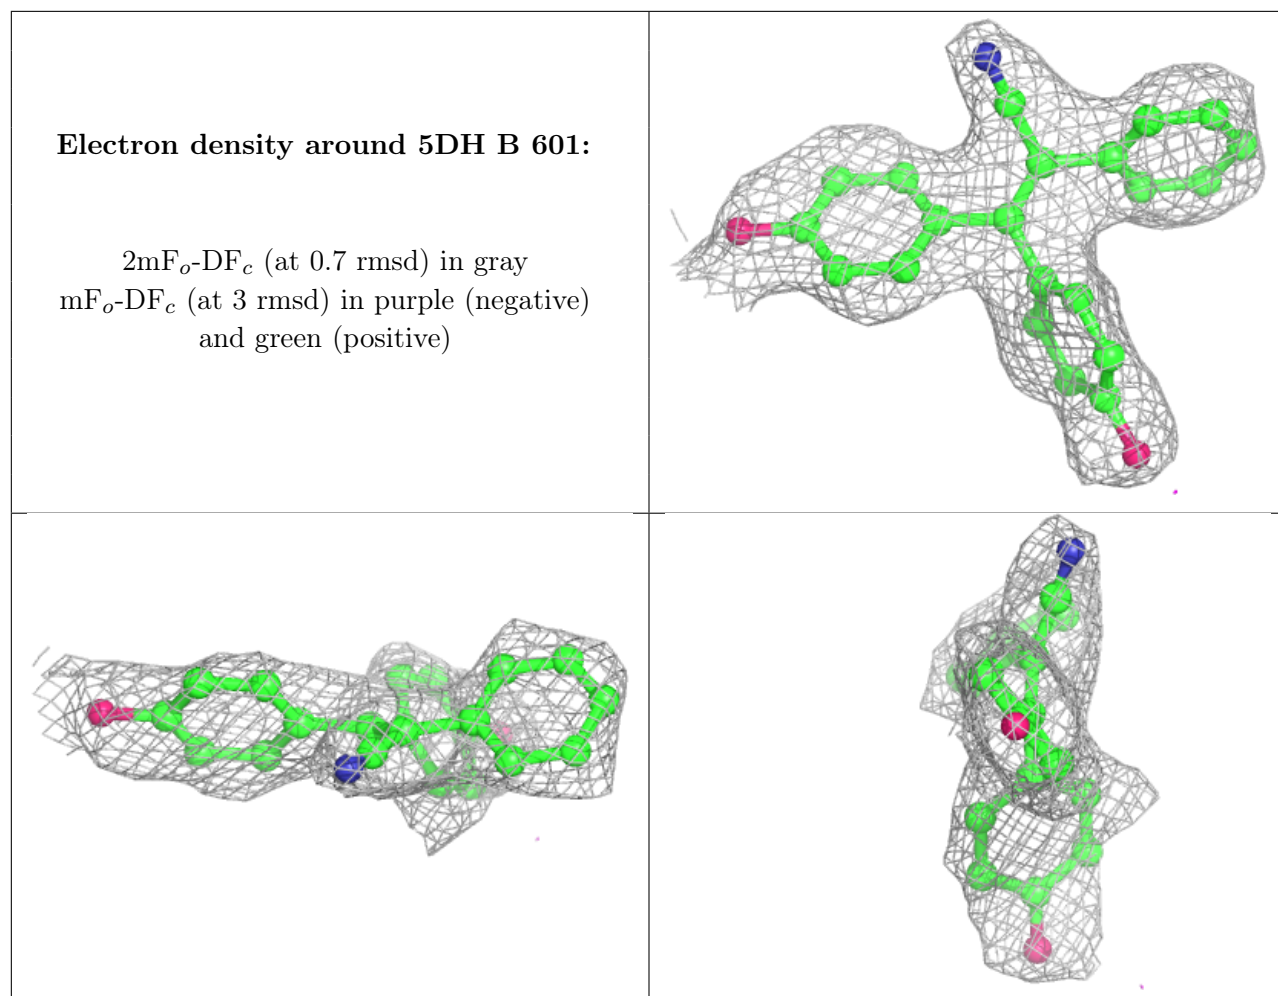 Electron density around 5DH B 601:
2mFo-DFc (at 0.7 rmsd) in gray
mFo-DFc (at 3 rmsd) in purple (negative)
and green (positive)